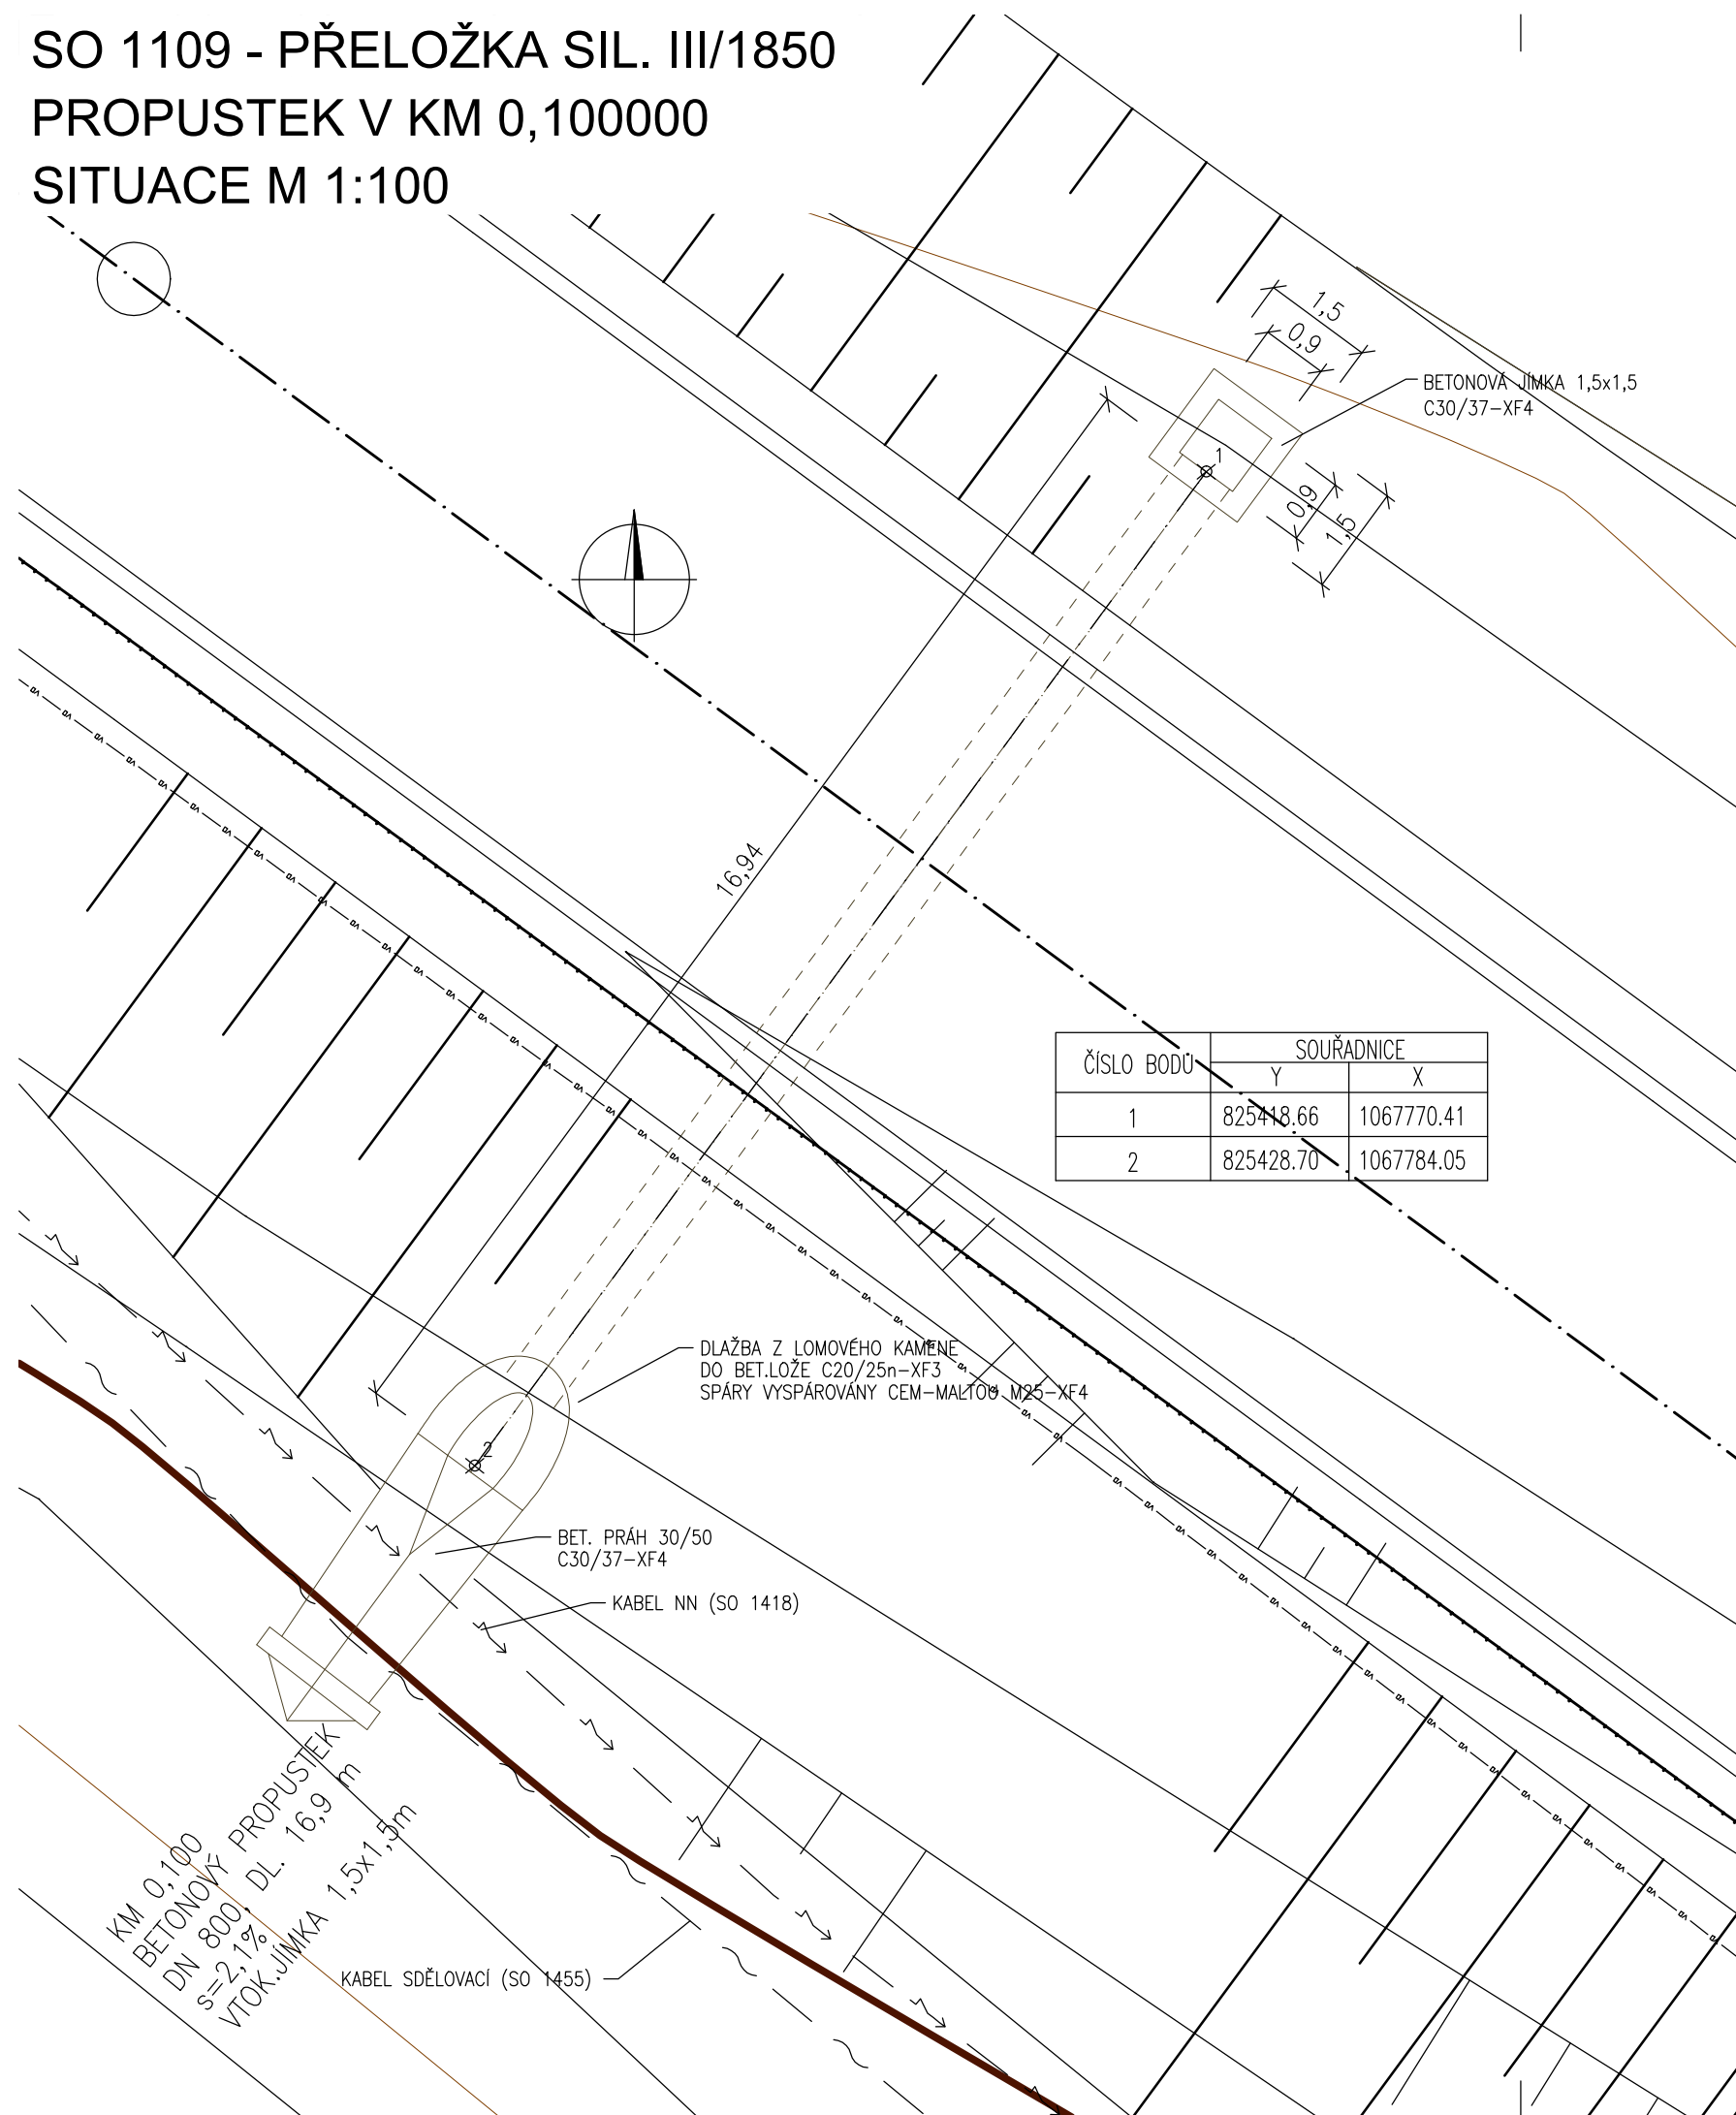 SO 1109 - PŘELOŽKA SIL. III/1850
PROPUSTEK V KM 0,100000
SITUACE M 1:100
1,5
0,9
BETONOVÁ JÍMKA 1,5x1,5
C30/37-XF4
1
0,9
1,5
16,94
ČÍSLO BODŮ
SOUŘADNICE
Y X
1 825418.66 1067770.41
2 825428.70 1067784.05
DLAŽBA Z LOMOVÉHO KAMENE
DO BET.LOŽE C20/25n-XF3
SPÁRY VYSPÁROVÁNY CEM-MALTOU M25-XF4
2
BET. PRÁH 30/50
C30/37-XF4
KABEL NN (SO 1418)
KM 0,100
BETONOVÝ PROPUSTEK
DN 800, DL. 16,9 m
s=2,1%
VTOK.JÍMKA 1,5x1,5m
KABEL SDĚLOVACÍ (SO 1455)